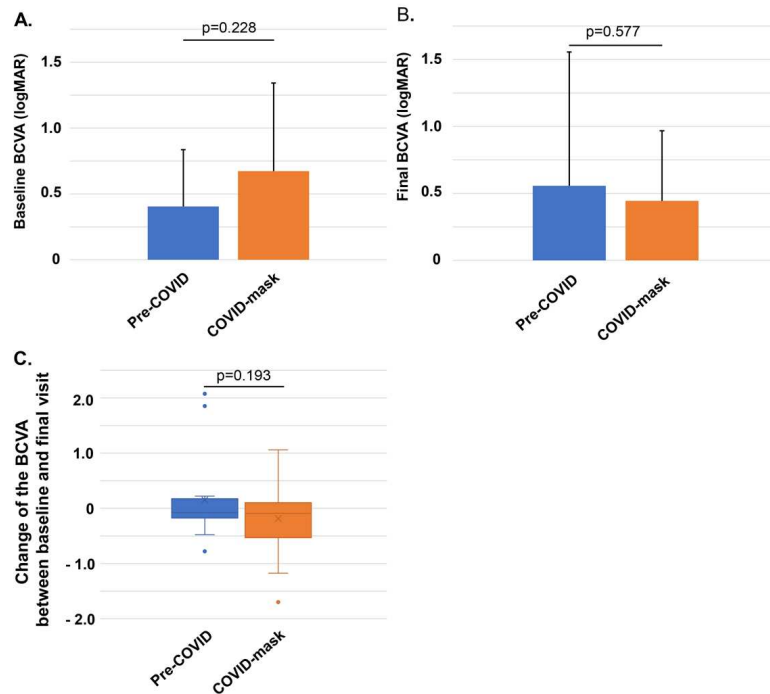 A.
p=0.228
Baseline BCVA (logMAR)
1.5
1.0
0.5
0
Pre-COVID
COVID-mask
B.
p=0.577
Final BCVA (logMAR)
1.5
1.0
0.5
0
Pre-COVID
COVID-mask
C.
p=0.193
Change of the BCVA
between baseline and final visit
2.0
1.0
0
- 1.0
- 2.0
Pre-COVID
COVID-mask